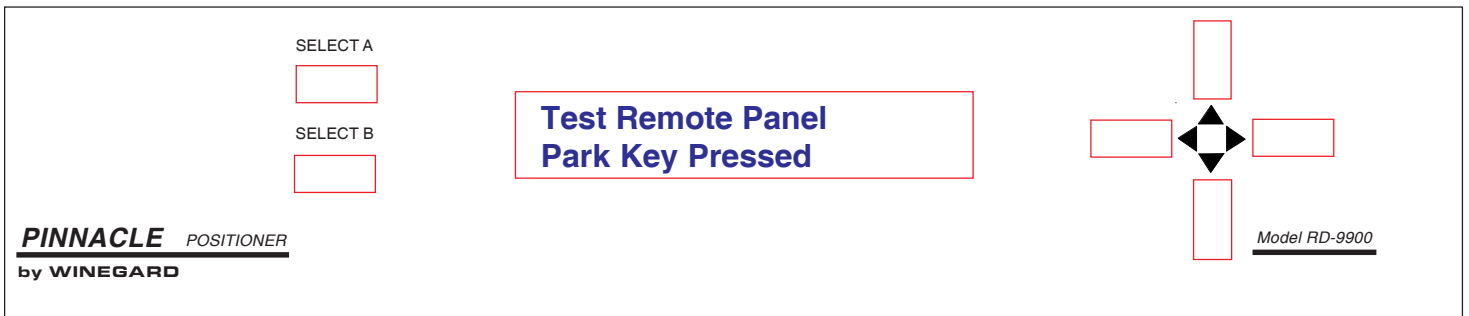 SELECT A
SELECT B
Test Remote Panel
Park Key Pressed
PINNACLE POSITIONER
by WINEGARD
Model RD-9900